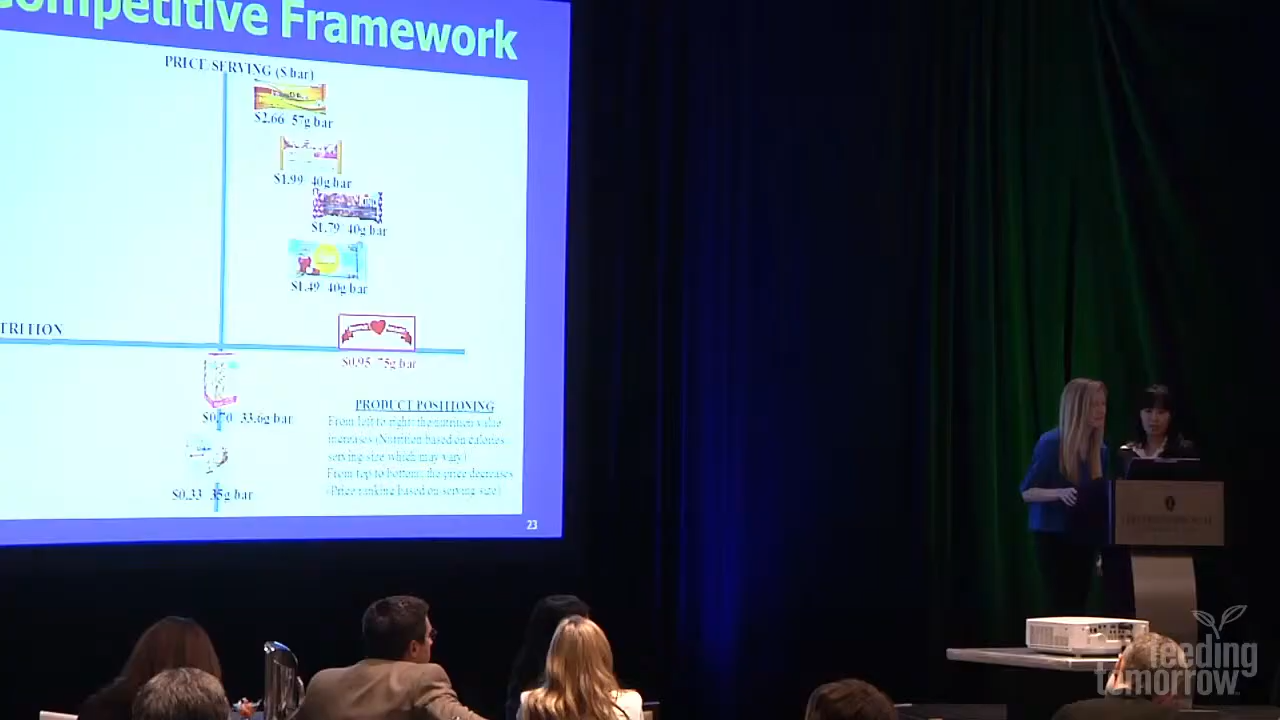 ompetitive Framework
PRICE SERVING ($ bar)
$2.66 57g bar
$1.99 40g bar
$1.79 40g bar
$1.49 40g bar
TRITION
$0.95 75g bar
$0.70 33.6g bar
$0.33 35g bar
PRODUCT POSITIONING
From left to right: the nutrition value
increases (Nutrition based on calories
serving size which may vary)
From top to bottom: the price decreases
(Price ranking based on serving size)
23
feeding
tomorrow